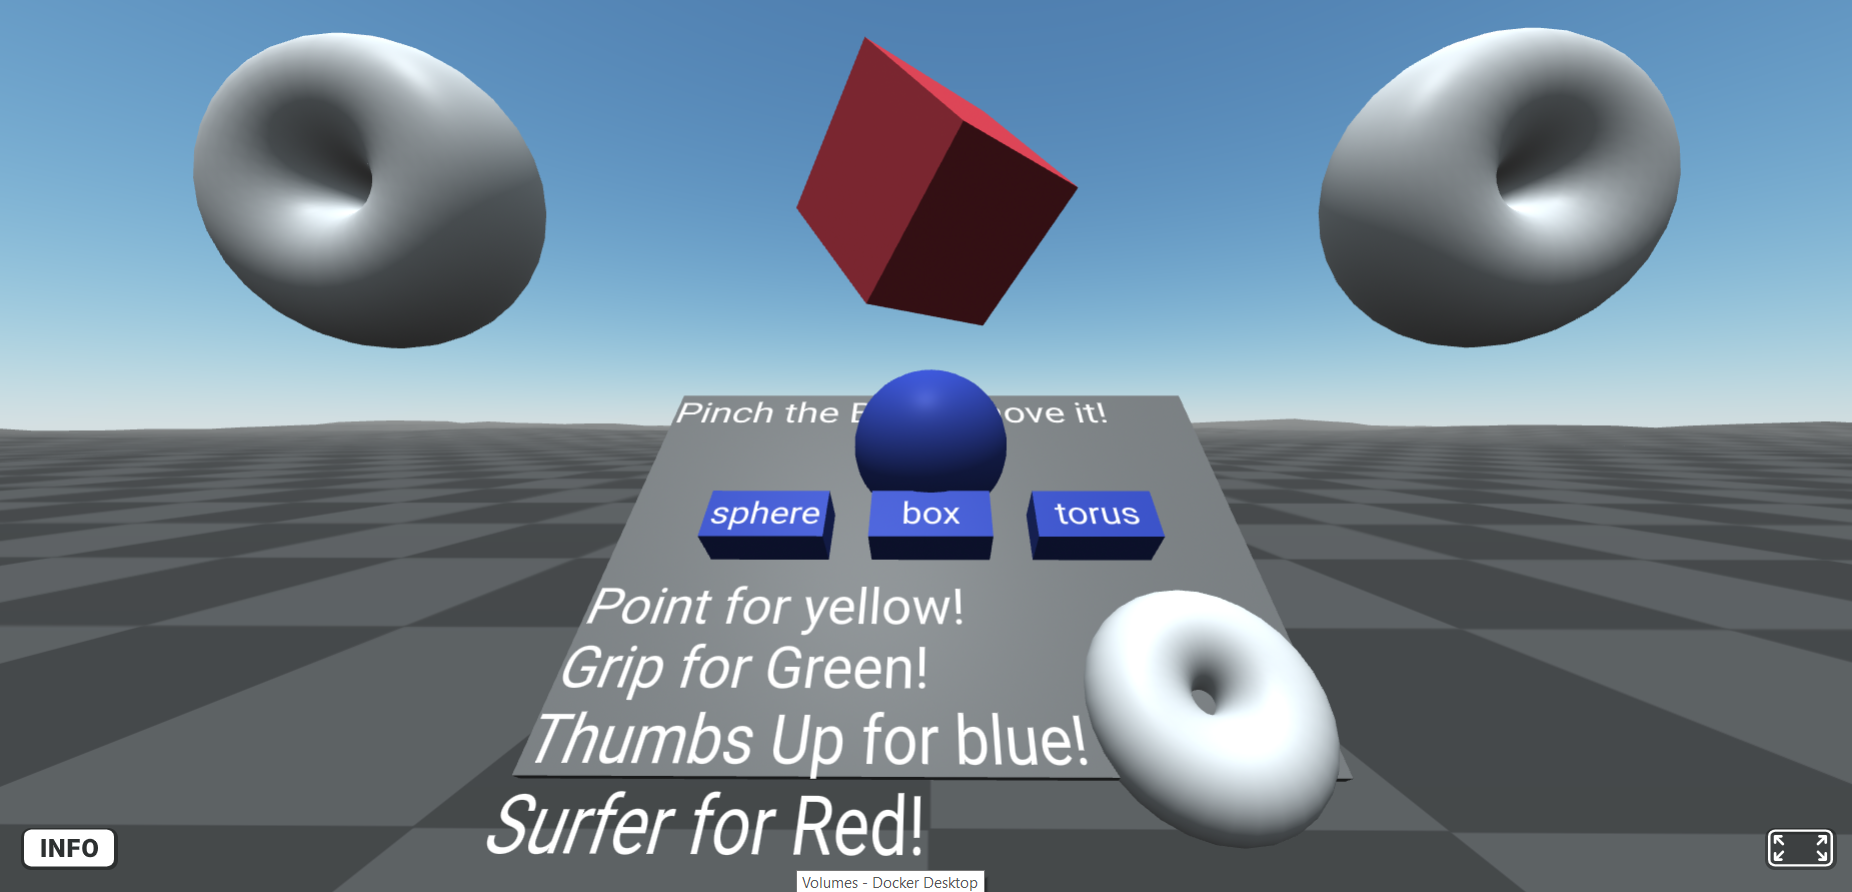 Pinch the
ove it!
sphere
box
torus
Point for yellow!
Grip for Green!
Thumbs Up for blue!
Surfer for Red!
INFO
Volumes - Docker Desktop